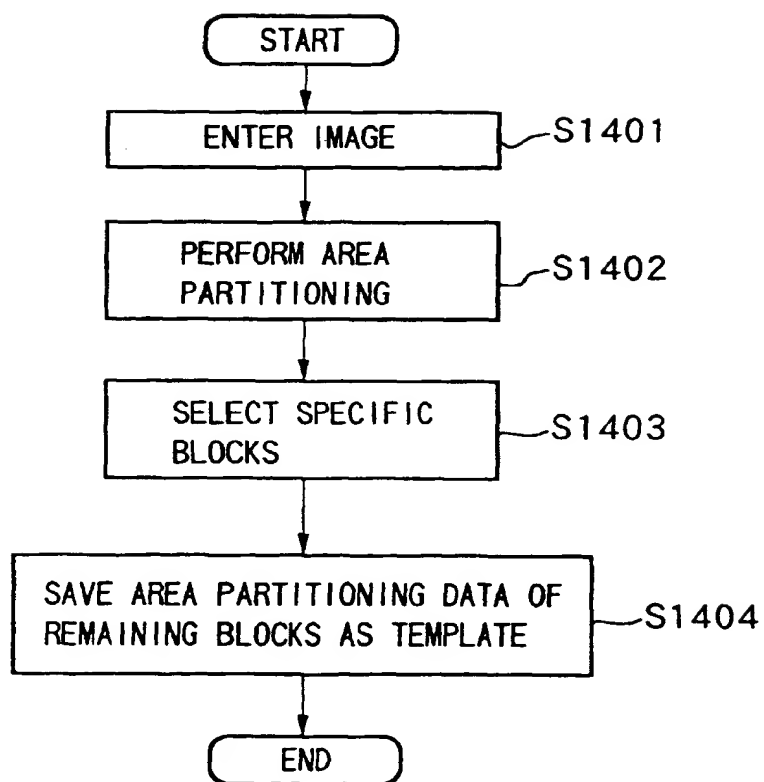 START
ENTER IMAGE
S1401
PERFORM AREA
PARTITIONING
S1402
SELECT SPECIFIC
BLOCKS
S1403
SAVE AREA PARTITIONING DATA OF
REMAINING BLOCKS AS TEMPLATE
S1404
END